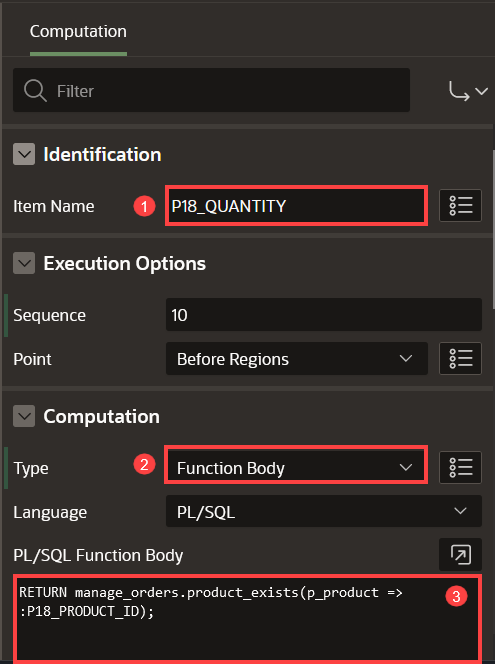 Computation
Filter
Identification
Item Name 1 P18_QUANTITY
Execution Options
Sequence 10
Point Before Regions
Computation
Type 2 Function Body
Language PL/SQL
PL/SQL Function Body
RETURN manage_orders.product_exists(p_product => 3
:P18_PRODUCT_ID);